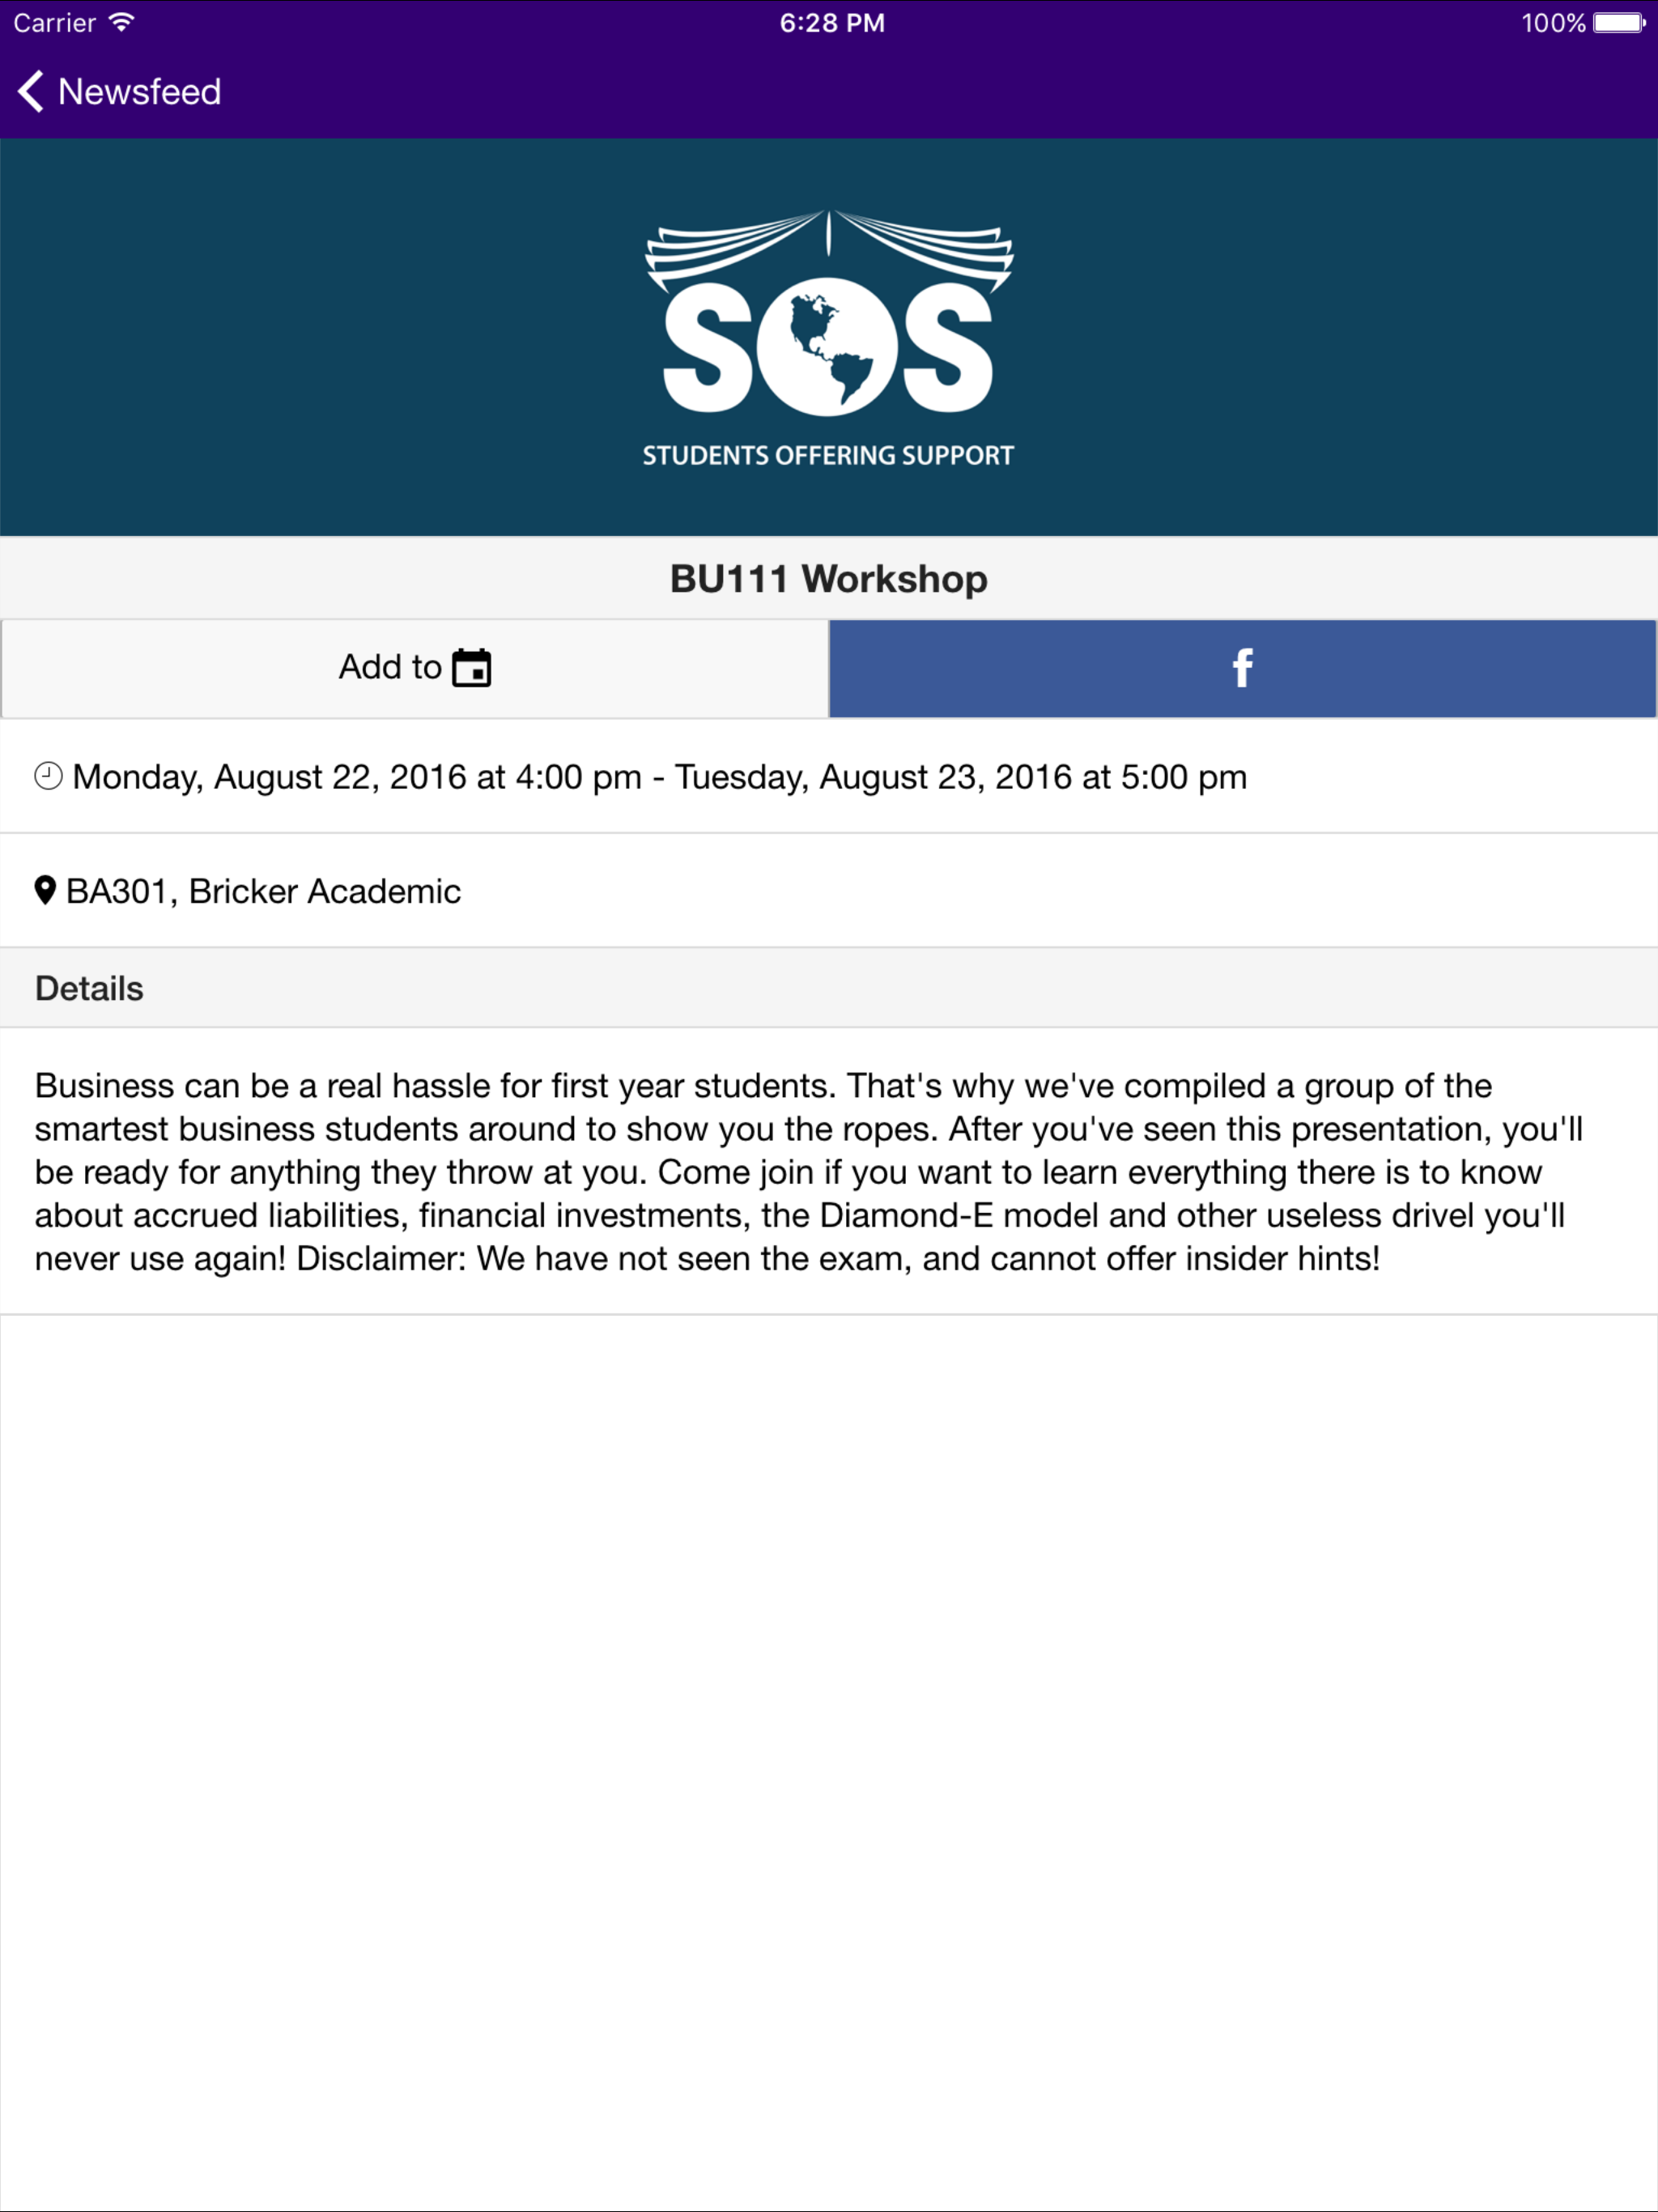 Carrier 6:28 PM 100%
Newsfeed
SOS
STUDENTS OFFERING SUPPORT
BU111 Workshop
Add to f
Monday, August 22, 2016 at 4:00 pm - Tuesday, August 23, 2016 at 5:00 pm
BA301, Bricker Academic
Details
Business can be a real hassle for first year students. That's why we've compiled a group of the
smartest business students around to show you the ropes. After you've seen this presentation, you'll
be ready for anything they throw at you. Come join if you want to learn everything there is to know
about accrued liabilities, financial investments, the Diamond-E model and other useless drivel you'll
never use again! Disclaimer: We have not seen the exam, and cannot offer insider hints!